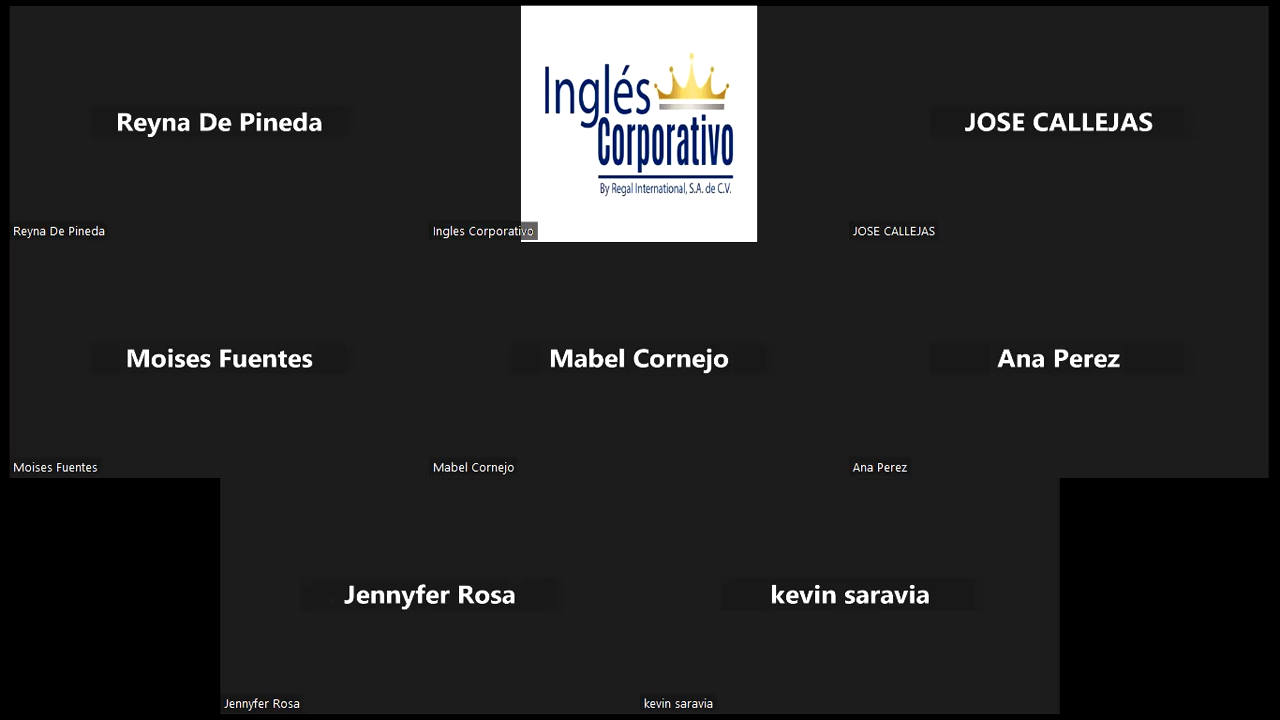 Reyna De Pineda
Inglés
Corporativo
By Regal International, S.A. de C.V.
JOSE CALLEJAS
Reyna De Pineda
Ingles Corporativo
JOSE CALLEJAS
Moises Fuentes
Mabel Cornejo
Ana Perez
Moises Fuentes
Mabel Cornejo
Ana Perez
Jennyfer Rosa
kevin saravia
Jennyfer Rosa
kevin saravia